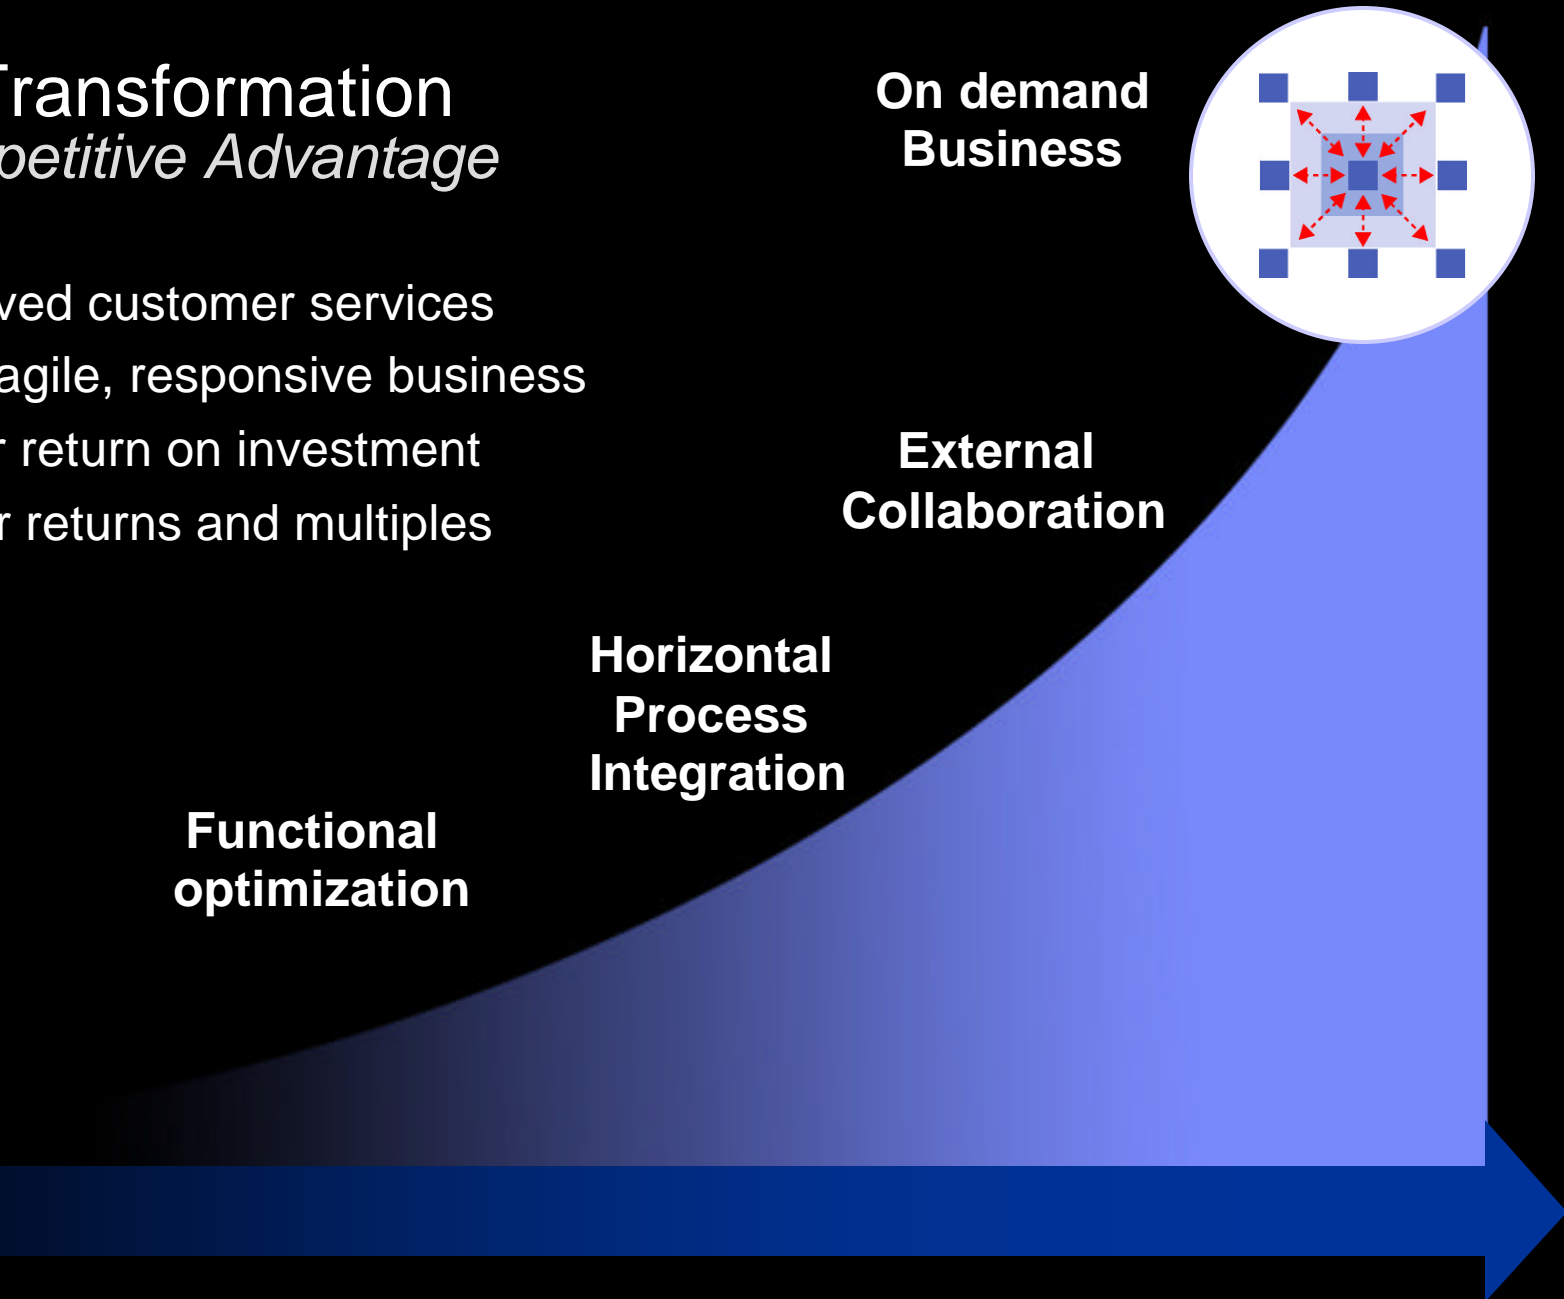 Transformation
petitive Advantage
On demand
Business
ved customer services
agile, responsive business
r return on investment
r returns and multiples
External
Collaboration
Horizontal
Process
Integration
Functional
optimization